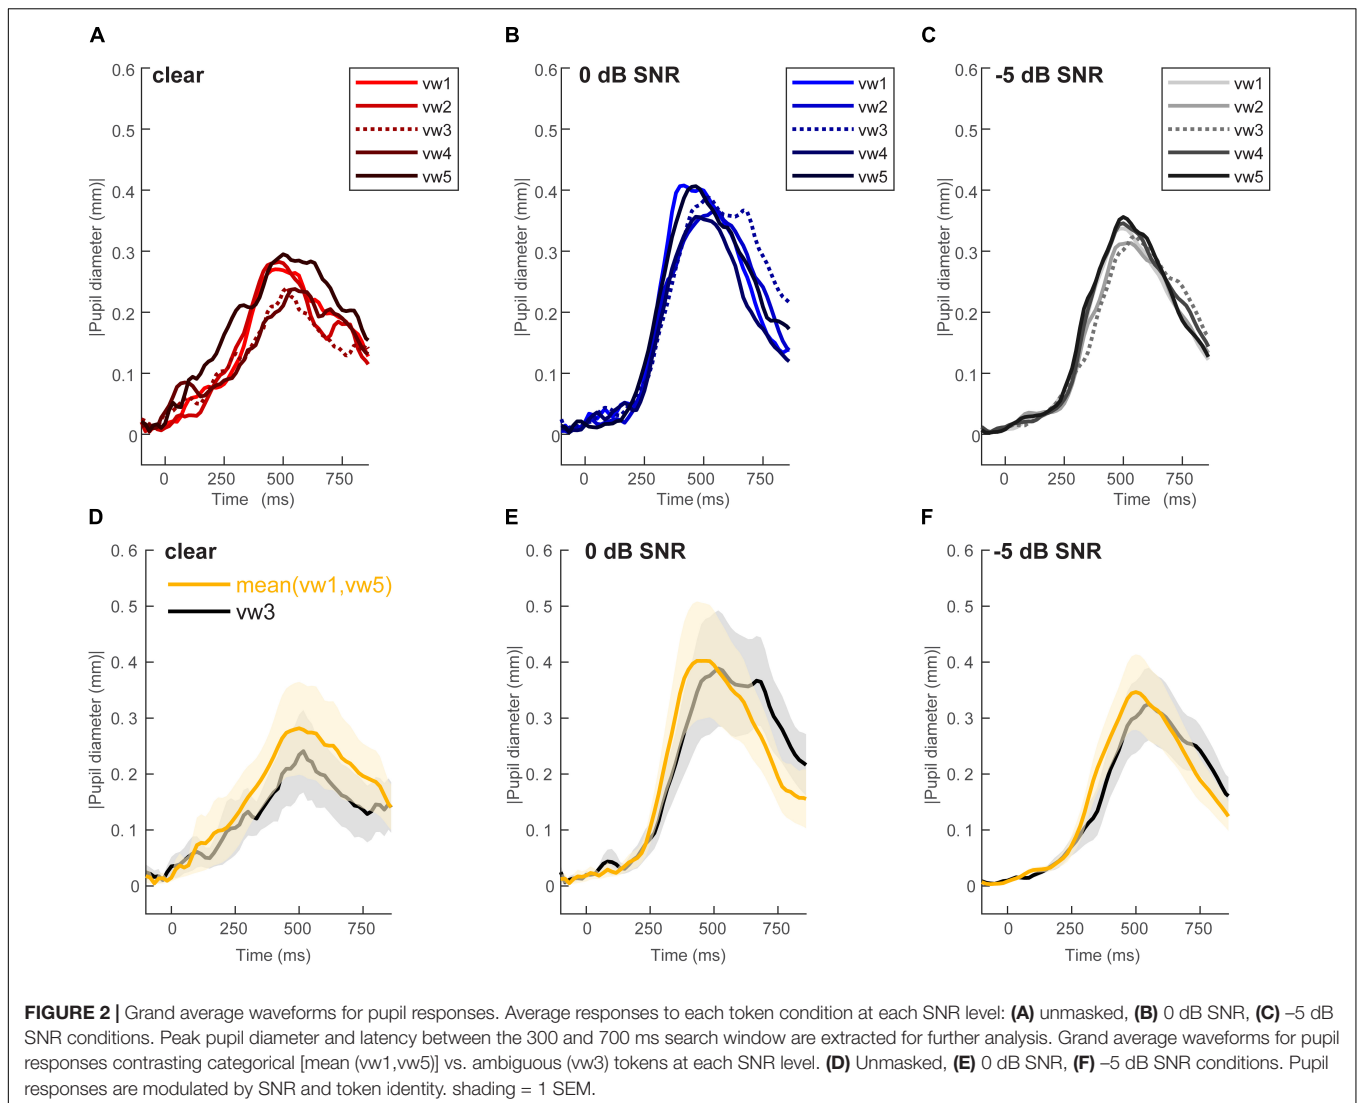 A
clear
|Pupil diameter (mm)|
0.6
0.5
0.4
0.3
0.2
0.1
0
0 250 500 750
Time (ms)
vw1
vw2
vw3
vw4
vw5
B
0 dB SNR
|Pupil diameter (mm)|
0.6
0.5
0.4
0.3
0.2
0.1
0
0 250 500 750
Time (ms)
vw1
vw2
vw3
vw4
vw5
C
-5 dB SNR
|Pupil diameter (mm)|
0.6
0.5
0.4
0.3
0.2
0.1
0
0 250 500 750
Time (ms)
vw1
vw2
vw3
vw4
vw5
D
clear
mean(vw1,vw5)
vw3
|Pupil diameter (mm)|
0.6
0.5
0.4
0.3
0.2
0.1
0
0 250 500 750
Time (ms)
E
0 dB SNR
|Pupil diameter (mm)|
0.6
0.5
0.4
0.3
0.2
0.1
0
0 250 500 750
Time (ms)
F
-5 dB SNR
|Pupil diameter (mm)|
0.6
0.5
0.4
0.3
0.2
0.1
0
0 250 500 750
Time (ms)
FIGURE 2 | Grand average waveforms for pupil responses. Average responses to each token condition at each SNR level: (A) unmasked, (B) 0 dB SNR, (C) –5 dB
SNR conditions. Peak pupil diameter and latency between the 300 and 700 ms search window are extracted for further analysis. Grand average waveforms for pupil
responses contrasting categorical [mean (vw1,vw5)] vs. ambiguous (vw3) tokens at each SNR level. (D) Unmasked, (E) 0 dB SNR, (F) –5 dB SNR conditions. Pupil
responses are modulated by SNR and token identity. shading = 1 SEM.